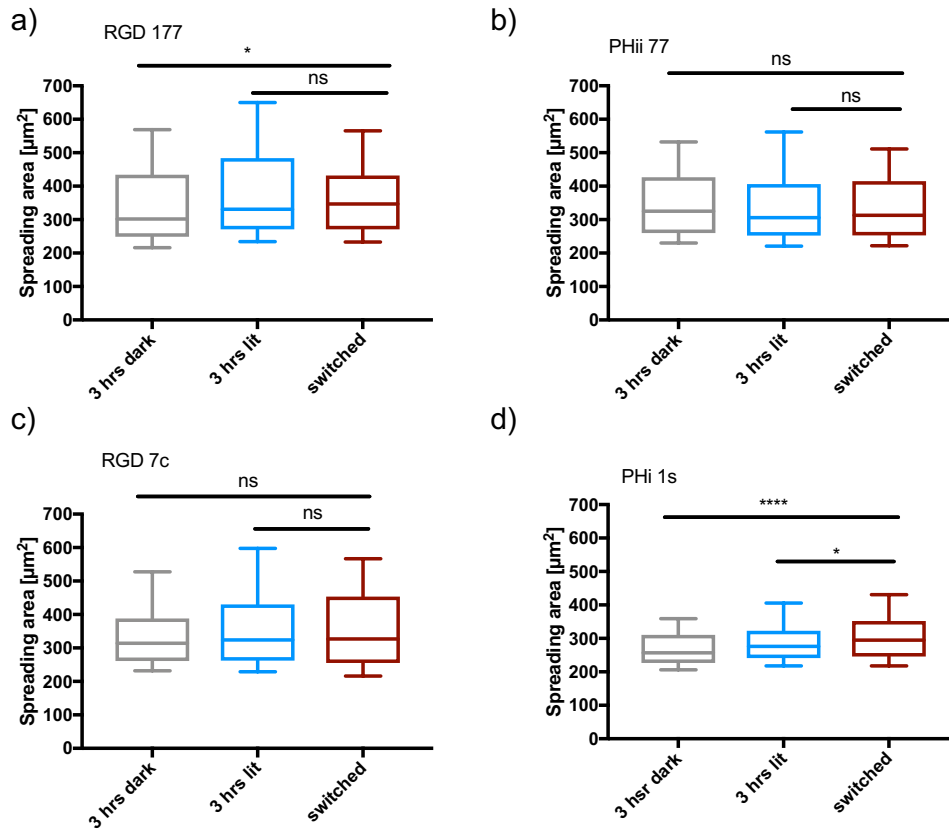 a)
RGD 177
*
ns
700
600
500
400
300
200
100
0
Spreading area [µm²]
3 hrs dark
3 hrs lit
switched
b)
PHii 77
ns
ns
700
600
500
400
300
200
100
0
Spreading area [µm²]
3 hrs dark
3 hrs lit
switched
c)
RGD 7c
ns
ns
700
600
500
400
300
200
100
0
Spreading area [µm²]
3 hrs dark
3 hrs lit
switched
d)
PHi 1s
****
*
700
600
500
400
300
200
100
0
Spreading area [µm²]
3 hsr dark
3 hrs lit
switched